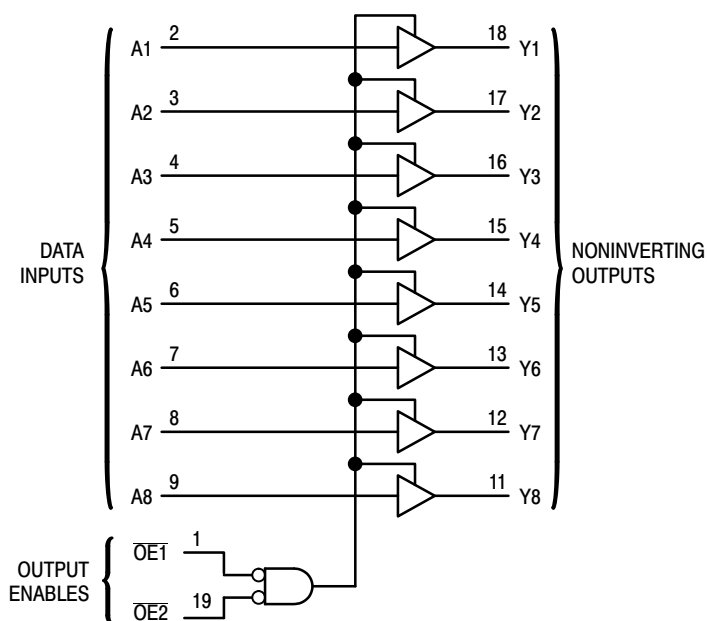 A1 2 18 Y1
A2 3 17 Y2
A3 4 16 Y3
A4 5 15 Y4
DATA
INPUTS
NONINVERTING
OUTPUTS
A5 6 14 Y5
A6 7 13 Y6
A7 8 12 Y7
A8 9 11 Y8
OUTPUT
ENABLES
O̅E̅1̅ 1
O̅E̅2̅ 19